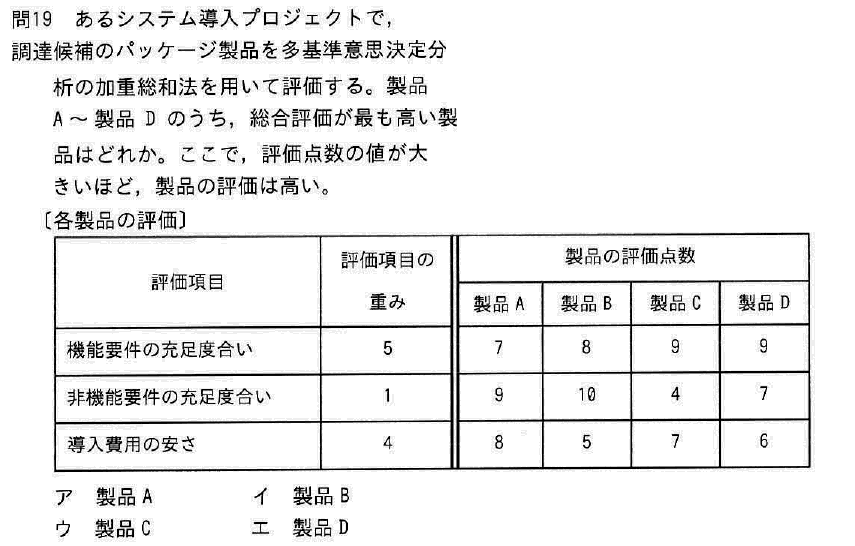 問19 あるシステム導入プロジェクトで，
調達候補のパッケージ製品を多基準意思決定分
析の加重総和法を用いて評価する。製品
A～製品 D のうち，総合評価が最も高い製
品はどれか。ここで，評価点数の値が大
きいほど，製品の評価は高い。
〔各製品の評価〕
評価項目 評価項目の重み 製品の評価点数
製品 A 製品 B 製品 C 製品 D
機能要件の充足度合い 5 7 8 9 9
非機能要件の充足度合い 1 9 10 4 7
導入費用の安さ 4 8 5 7 6
ア 製品 A イ 製品 B
ウ 製品 C エ 製品 D